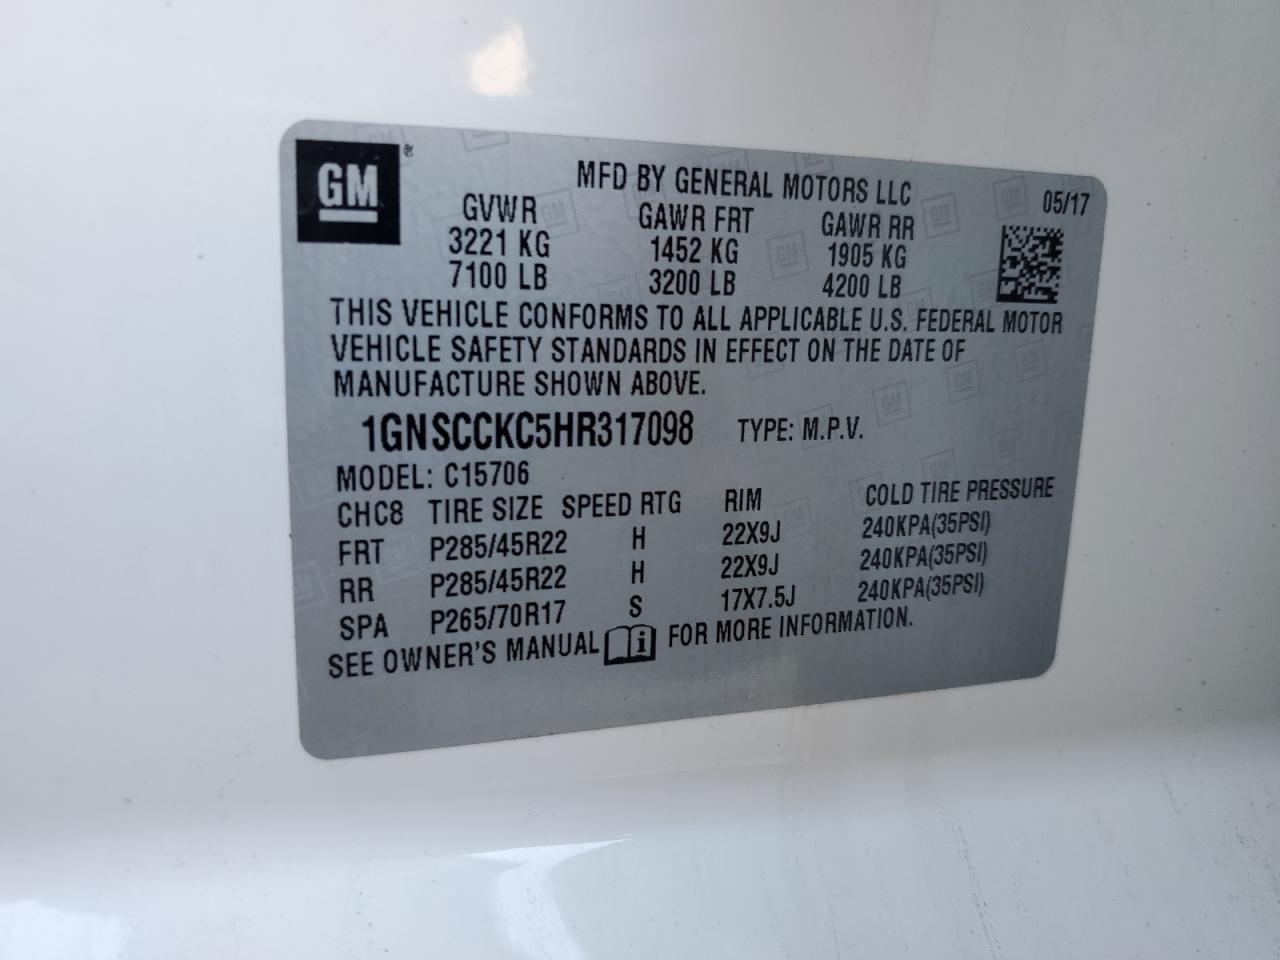 GM®
MFD BY GENERAL MOTORS LLC 05/17
GVWR GAWR FRT GAWR RR
3221 KG 1452 KG 1905 KG
7100 LB 3200 LB 4200 LB
THIS VEHICLE CONFORMS TO ALL APPLICABLE U.S. FEDERAL MOTOR
VEHICLE SAFETY STANDARDS IN EFFECT ON THE DATE OF
MANUFACTURE SHOWN ABOVE.
1GNSCCKC5HR317098 TYPE: M.P.V.
MODEL: C15706
CHC8 TIRE SIZE SPEED RTG RIM COLD TIRE PRESSURE
FRT P285/45R22 H 22X9J 240KPA(35PSI)
RR P285/45R22 H 22X9J 240KPA(35PSI)
SPA P265/70R17 S 17X7.5J 240KPA(35PSI)
SEE OWNER'S MANUAL i FOR MORE INFORMATION.